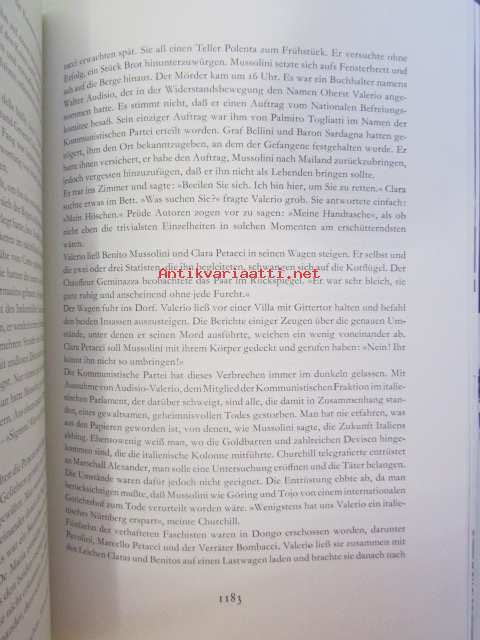 tacci erwachten spät. Sie aß einen Teller Polenta zum Frühstück. Er versuchte ohne
Erfolg, ein Stück Brot hinunterzuwürgen. Mussolini setzte sich aufs Fensterbrett und
sah auf die Berge hinaus. Der Mörder kam um 16 Uhr. Es war ein Buchhalter namens
Walter Audisio, der in der Widerstandsbewegung den Namen Oberst Valerio ange-
nommen hatte. Es stimmt nicht, daß er einen Auftrag vom Nationalen Befreiungs-
komitee besaß. Sein einziger Auftrag war ihm von Palmiro Togliatti im Namen der
Kommunistischen Partei erteilt worden. Graf Bellini und Baron Sardagna hatten ge-
zögert, ihm den Ort bekanntzugeben, an dem der Gefangene festgehalten wurde. Er
hatte ihnen versichert, er habe den Auftrag, Mussolini nach Mailand zurückzubringen,
jedoch nicht hinzuzufügen, daß er ihn nicht als Lebenden bringen sollte.
Er trat ins Zimmer und sagte: »Beeilen Sie sich. Ich bin hier, um Sie zu retten.« Clara
suchte etwas im Bett. "Was suchen Sie?« fragte Valerio grob. Sie antwortete einfach:
»Mein Höschen.« Prüde Autoren zogen vor zu sagen: »Meine Handtasche«, als ob
nicht eben die trivialsten Einzelheiten in solchen Momenten am erschütterndsten
wären.
Valerio ließ Benito Mussolini und Clara Petacci in seinen Wagen steigen. Er selbst und
die zwei oder drei Statisten, die ihn begleiteten, schwangen sich auf die Kotflügel. Der
Antikvariaatti.net
Chauffeur Geminazza beobachtete das Paar im Rückspiegel. »Er war sehr bleich, sie
ganz ruhig und anscheinend ohne jede Furcht.«
Der Wagen fuhr ins Dorf. Valerio ließ vor einer Villa mit Gittertor halten und befahl
den beiden Insassen auszusteigen. Die Berichte einiger Zeugen über die genauen Um-
stände, unter denen er seinen Mord ausführte, weichen ein wenig voneinander ab.
Clara Petacci soll Mussolini mit ihrem Körper gedeckt und gerufen haben: »Nein! Ihr
könnt ihn nicht so umbringen!«
Die Kommunistische Partei hat dieses Verbrechen immer im dunkeln gelassen. Mit
Ausnahme von Audisio-Valerio, dem Mitglied der Kommunistischen Fraktion im italie-
nischen Parlament, der darüber schweigt, sind alle, die damit in Zusammenhang stan-
den, eines gewaltsamen, geheimnisvollen Todes gestorben. Man hat nie erfahren, was
aus den Papieren geworden ist, von denen, wie Mussolini sagte, die Zukunft Italiens
abhing. Ebensowenig weiß man, wo die Goldbarren und zahlreichen Devisen hinge-
kommen sind, die die italienische Kolonne mitführte. Churchill telegrafierte entrüstet
an Marschall Alexander, man solle eine Untersuchung eröffnen und die Täter belangen.
Die Umstände waren dafür jedoch nicht geeignet. Die Entrüstung ebbte ab, da man
berücksichtigen mußte, daß Mussolini wie Göring und Tojo von einem internationalen
Gerichtshof zum Tode verurteilt worden wäre. »Wenigstens hat uns Valerio ein italie-
nisches Nürnberg erspart«, meinte Churchill.
Fünfzehn der verhafteten Faschisten waren in Dongo erschossen worden, darunter
Pavolini, Marcello Petacci und der Verräter Bombacci. Valerio ließ sie zusammen mit
den Leichen Claras und Benitos auf einen Lastwagen laden und brachte sie danach nach
1183